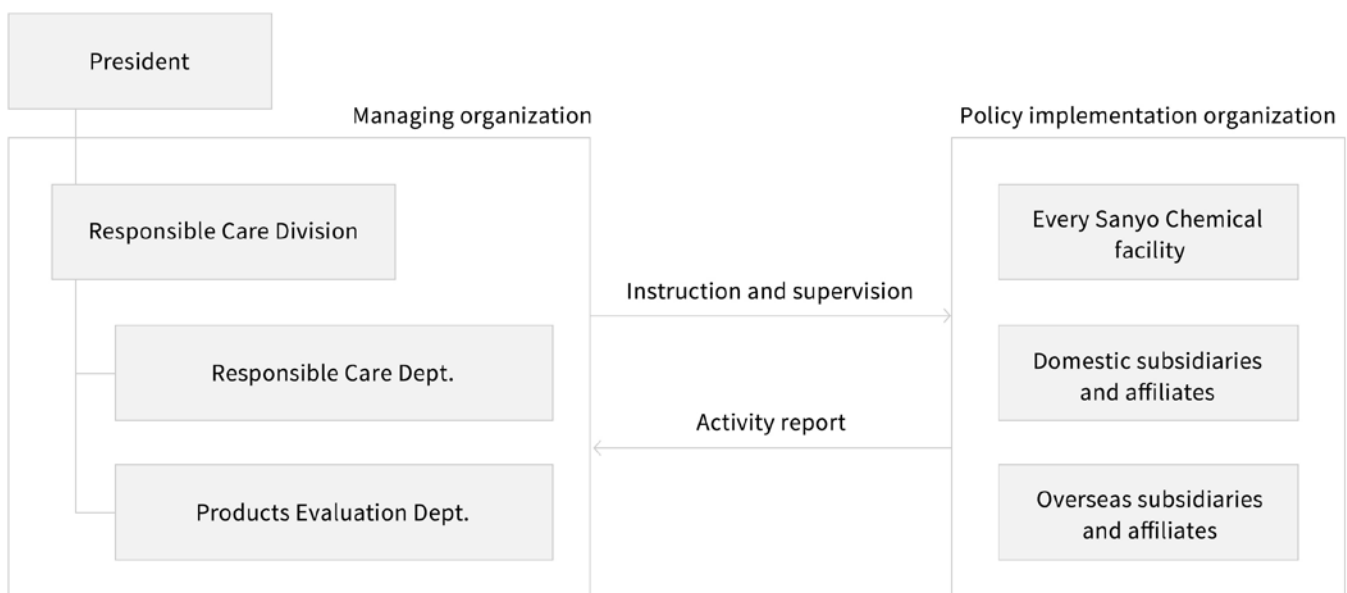 President
Managing organization
Responsible Care Division
Responsible Care Dept.
Products Evaluation Dept.
Instruction and supervision
Activity report
Policy implementation organization
Every Sanyo Chemical
facility
Domestic subsidiaries
and affiliates
Overseas subsidiaries
and affiliates